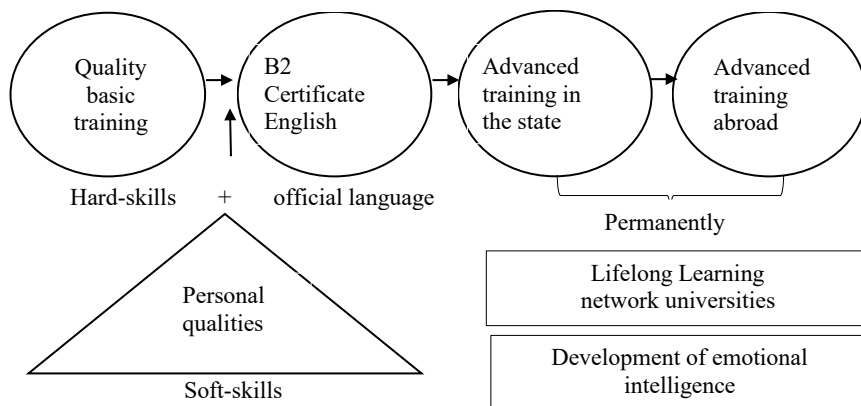 Quality
basic
training
B2
Certificate
English
Advanced
training in
the state
Advanced
training
abroad
Hard-skills + official language
Permanently
Personal
qualities
Soft-skills
Lifelong Learning
network universities
Development of emotional
intelligence